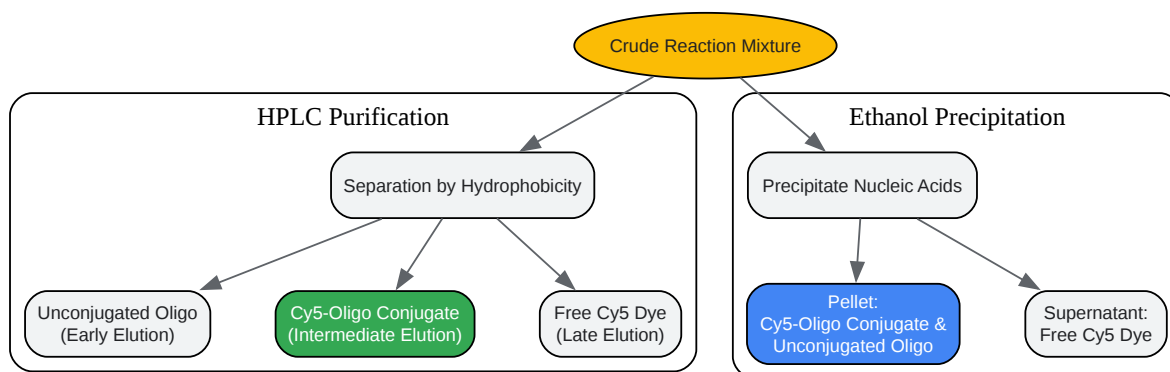 Crude Reaction Mixture
HPLC Purification
Separation by Hydrophobicity
Unconjugated Oligo
(Early Elution)
Cy5-Oligo Conjugate
(Intermediate Elution)
Free Cy5 Dye
(Late Elution)
Ethanol Precipitation
Precipitate Nucleic Acids
Pellet:
Cy5-Oligo Conjugate &
Unconjugated Oligo
Supernatant:
Free Cy5 Dye